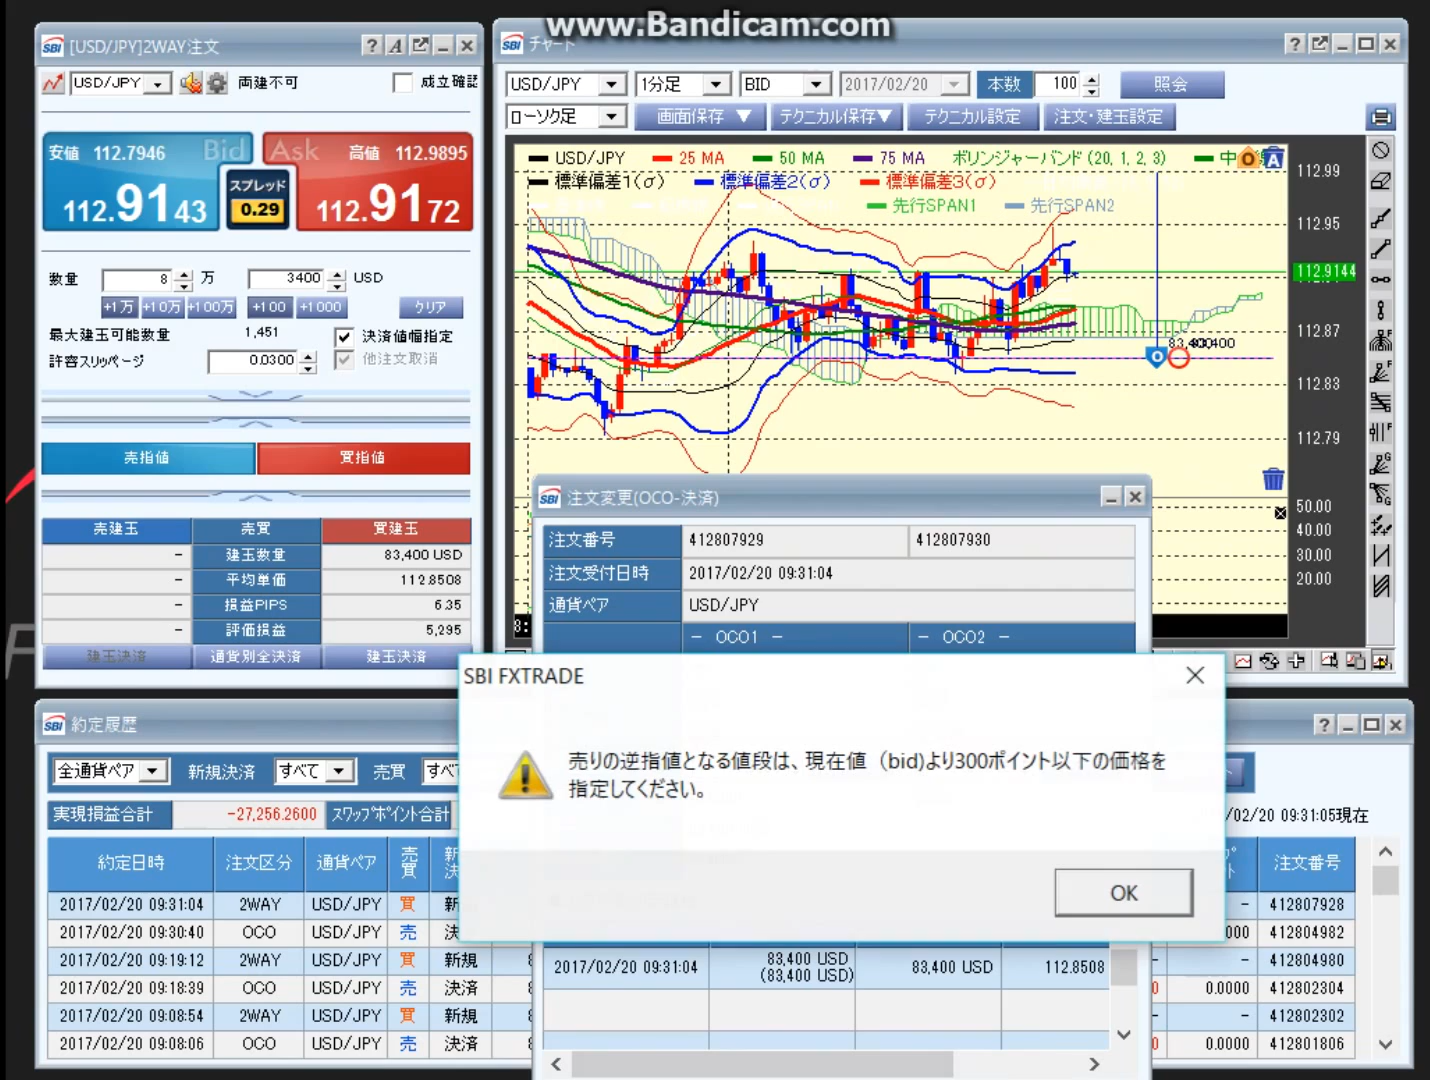 www.Bandicam.com
SBI [USD/JPY]2WAY注文
USD/JPY 両建不可 成立確認
安値 112.7946 Bid Ask 高値 112.9895
112.9143 スプレッド 0.29 112.9172
数量 8 万 3400 USD
+1万 +10万 +100万 +100 +1000 クリア
最大建玉可能数量 1,451 決済値幅指定
許容スリッページ 0.0300 他注文取消
売指値 買指値
売建玉 売買 買建玉
- 建玉数量 83,400 USD
- 平均単価 112.8508
- 損益PIPS 6.35
- 評価損益 5,295
建玉決済 通貨別全決済 建玉決済
SBI チャート
USD/JPY 1分足 BID 2017/02/20 本数 100 照会
ローソク足 画面保存 ▼ テクニカル保存▼ テクニカル設定 注文・建玉設定
USD/JPY 25 MA 50 MA 75 MA ボリンジャーバンド(20, 1, 2, 3) 中
標準偏差1(σ) 標準偏差2(σ) 標準偏差3(σ)
先行SPAN1 先行SPAN2
112.99
112.95
112.9144
112.87
112.83
112.79
50.00
40.00
30.00
20.00
8:
SBI 注文変更(OCO-決済)
注文番号 412807929 412807930
注文受付日時 2017/02/20 09:31:04
通貨ペア USD/JPY
- OCO1 - - OCO2 -
SBI FXTRADE
売りの逆指値となる値段は、現在値 (bid)より300ポイント以下の価格を
指定してください。
OK
2017/02/20 09:31:04 83,400 USD (83,400 USD) 83,400 USD 112.8508
SBI 約定履歴
全通貨ペア 新規決済 すべて 売買 すべ
実現損益合計 -27,256.2600 スワップポイント合計 /02/20 09:31:05現在
約定日時 注文区分 通貨ペア 売買 注文番号
2017/02/20 09:31:04 2WAY USD/JPY 買 新 - 412807928
2017/02/20 09:30:40 OCO USD/JPY 売 決 000 412804982
2017/02/20 09:19:12 2WAY USD/JPY 買 新規 - - 412804980
2017/02/20 09:18:39 OCO USD/JPY 売 決済 0 0.0000 412802304
2017/02/20 09:08:54 2WAY USD/JPY 買 新規 - - 412802302
2017/02/20 09:08:06 OCO USD/JPY 売 決済 0 0.0000 412801806